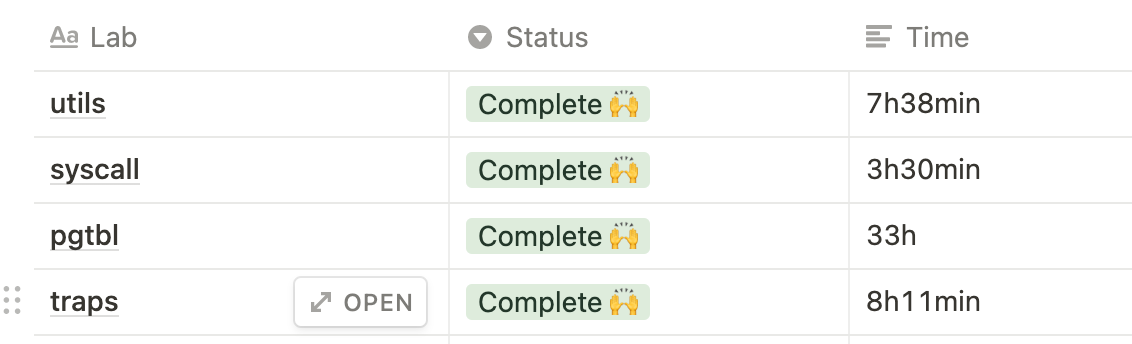 Aa Lab Status Time
utils Complete 🙌 7h38min
syscall Complete 🙌 3h30min
pgtbl Complete 🙌 33h
traps OPEN Complete 🙌 8h11min